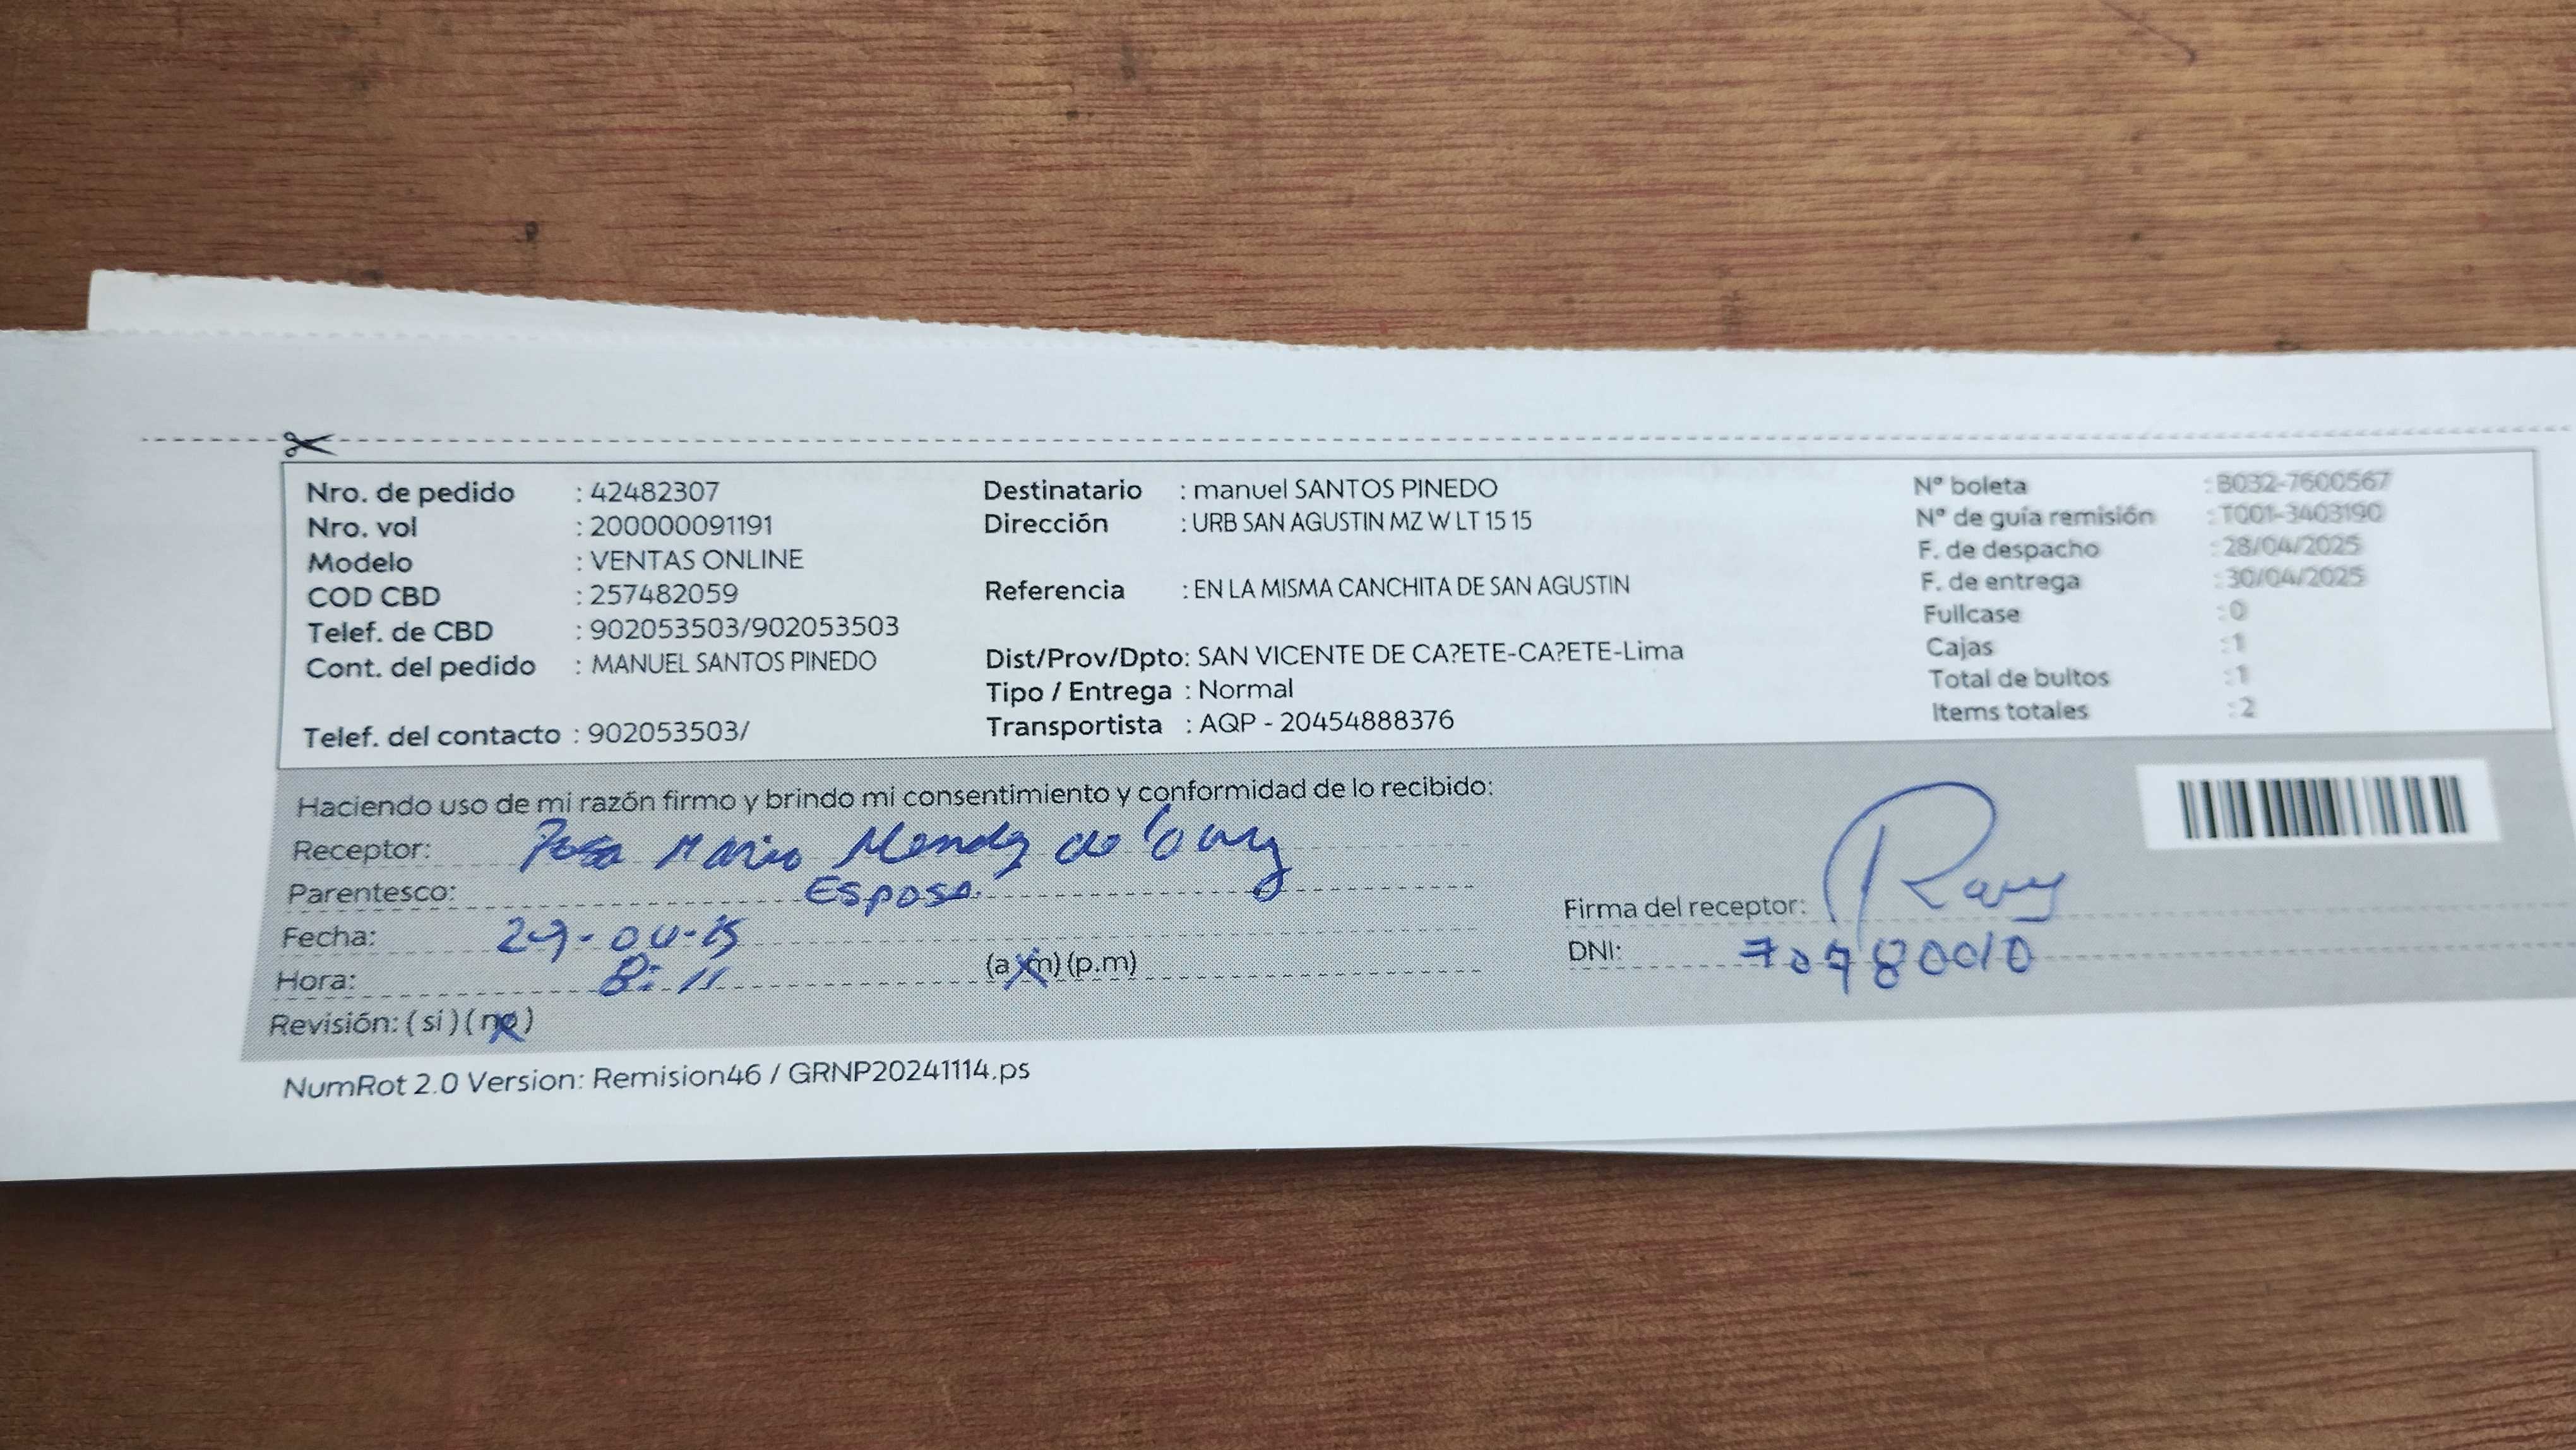 Nro. de pedido : 42482307
Nro. vol : 200000091191
Modelo : VENTAS ONLINE
COD CBD : 257482059
Telef. de CBD : 902053503/902053503
Cont. del pedido : MANUEL SANTOS PINEDO
Telef. del contacto : 902053503/
Destinatario : manuel SANTOS PINEDO
Dirección : URB SAN AGUSTIN MZ W LT 15 15
Referencia : EN LA MISMA CANCHITA DE SAN AGUSTIN
Dist/Prov/Dpto: SAN VICENTE DE CA?ETE-CA?ETE-Lima
Tipo / Entrega : Normal
Transportista : AQP - 20454888376
N° boleta : B032-7600567
N° de guía remisión : T001-3403190
F. de despacho : 28/04/2025
F. de entrega : 30/04/2025
Fullcase : 0
Cajas : 1
Total de bultos : 1
Items totales : 2
Haciendo uso de mi razón firmo y brindo mi consentimiento y conformidad de lo recibido:
Receptor: Rosa Maria
Parentesco: Esposa.
Fecha: 29-04-25
Hora: 8:11 (a.m) (p.m)
Revisión: (si) (no)
Firma del receptor:
DNI: 70780010
NumRot 2.0 Version: Remision46 / GRNP20241114.ps